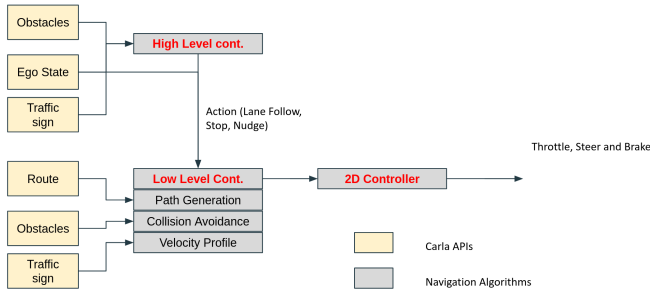 Obstacles
High Level cont.
Ego State
Traffic
sign
Action (Lane Follow,
Stop, Nudge)
Throttle, Steer and Brake
Route
Low Level Cont.
2D Controller
Path Generation
Obstacles
Collision Avoidance
Velocity Profile
Traffic
sign
Carla APIs
Navigation Algorithms